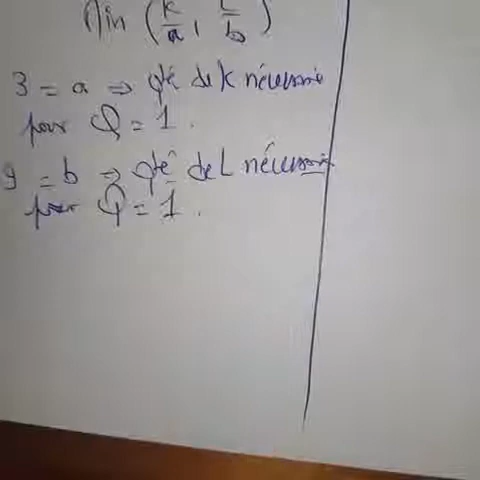 Min (K/a, L/b)
3 = a ⇒ qté de K nécessaire
pour Q = 1.
9 = b ⇒ qté de L nécessaire
pour Q = 1.